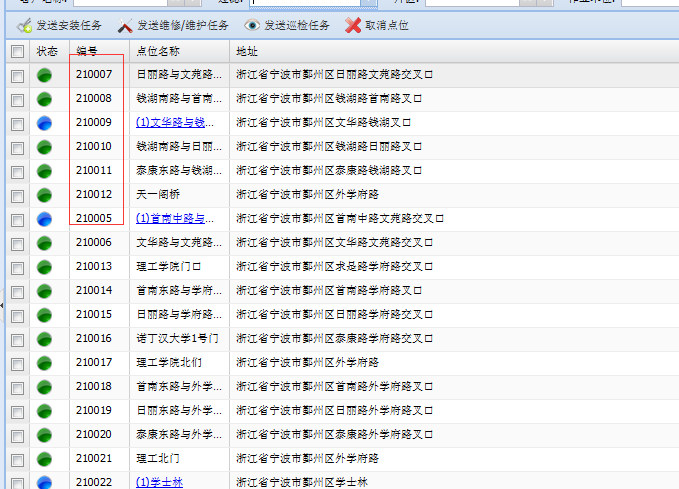 发送安装任务 发送维修/维护任务 发送巡检任务 取消点位
状态 编号 点位名称 地址
210007 日丽路与文苑路... 浙江省宁波市鄞州区日丽路文苑路交叉口
210008 钱湖南路与首南... 浙江省宁波市鄞州区钱湖路首南路叉口
210009 (1)文华路与钱... 浙江省宁波市鄞州区文华路钱湖叉口
210010 钱湖南路与日丽... 浙江省宁波市鄞州区钱湖路日丽路叉口
210011 泰康东路与钱湖... 浙江省宁波市鄞州区泰康路钱湖路叉口
210012 天一阁桥 浙江省宁波市鄞州区外学府路
210005 (1)首南中路与... 浙江省宁波市鄞州区首南中路文苑路交叉口
210006 文华路与文苑路... 浙江省宁波市鄞州区文华路文苑路交叉口
210013 理工学院门口 浙江省宁波市鄞州区求是路学府路交叉口
210014 首南东路与学府... 浙江省宁波市鄞州区首南路学府路叉口
210015 日丽路与学府路... 浙江省宁波市鄞州区日丽路学府路交叉口
210016 诺丁汉大学1号门 浙江省宁波市鄞州区泰康路学府路交叉口
210017 理工学院北们 浙江省宁波市鄞州区外学府路
210018 首南东路与外学... 浙江省宁波市鄞州区首南路外学府路叉口
210019 日丽东路与外学... 浙江省宁波市鄞州区日丽路外学府路叉口
210020 泰康东路与外学... 浙江省宁波市鄞州区泰康路外学府路叉口
210021 理工北门 浙江省宁波市鄞州区外学府路
210022 (1)学士林 浙江省宁波市鄞州区学士林